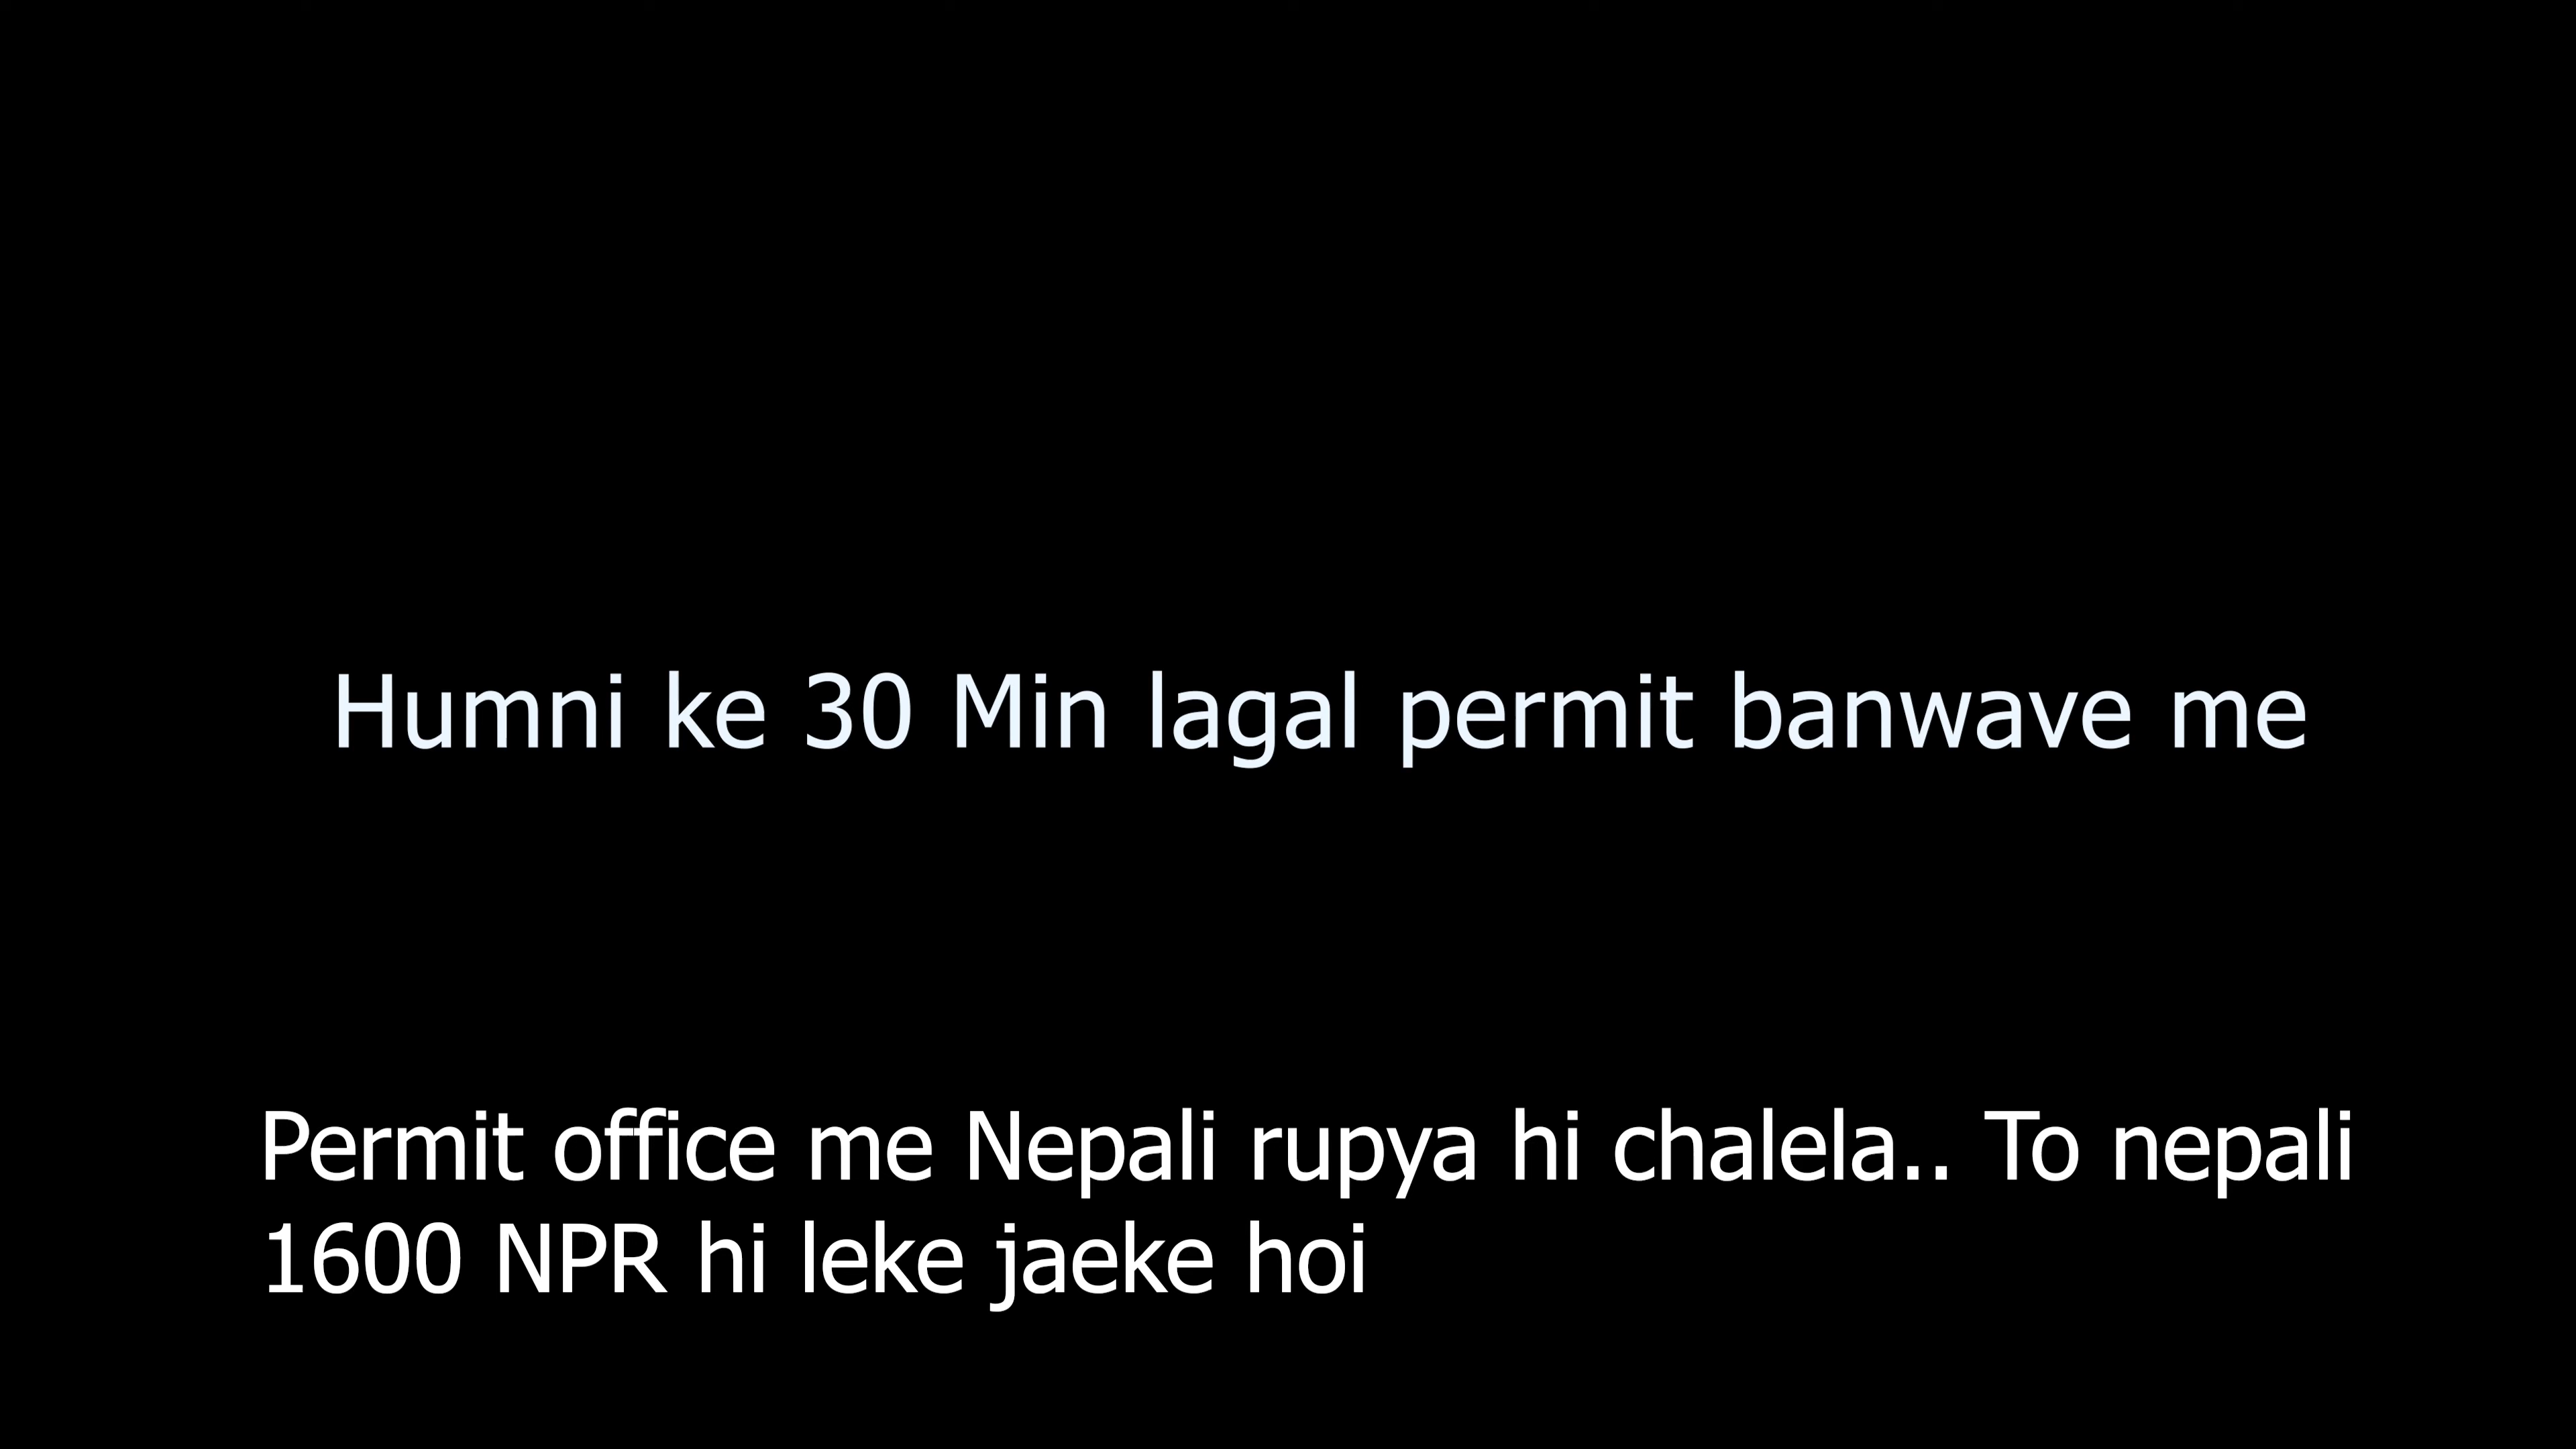 Humni ke 30 Min lagal permit banwave me
Permit office me Nepali rupya hi chalela.. To nepali
1600 NPR hi leke jaeke hoi